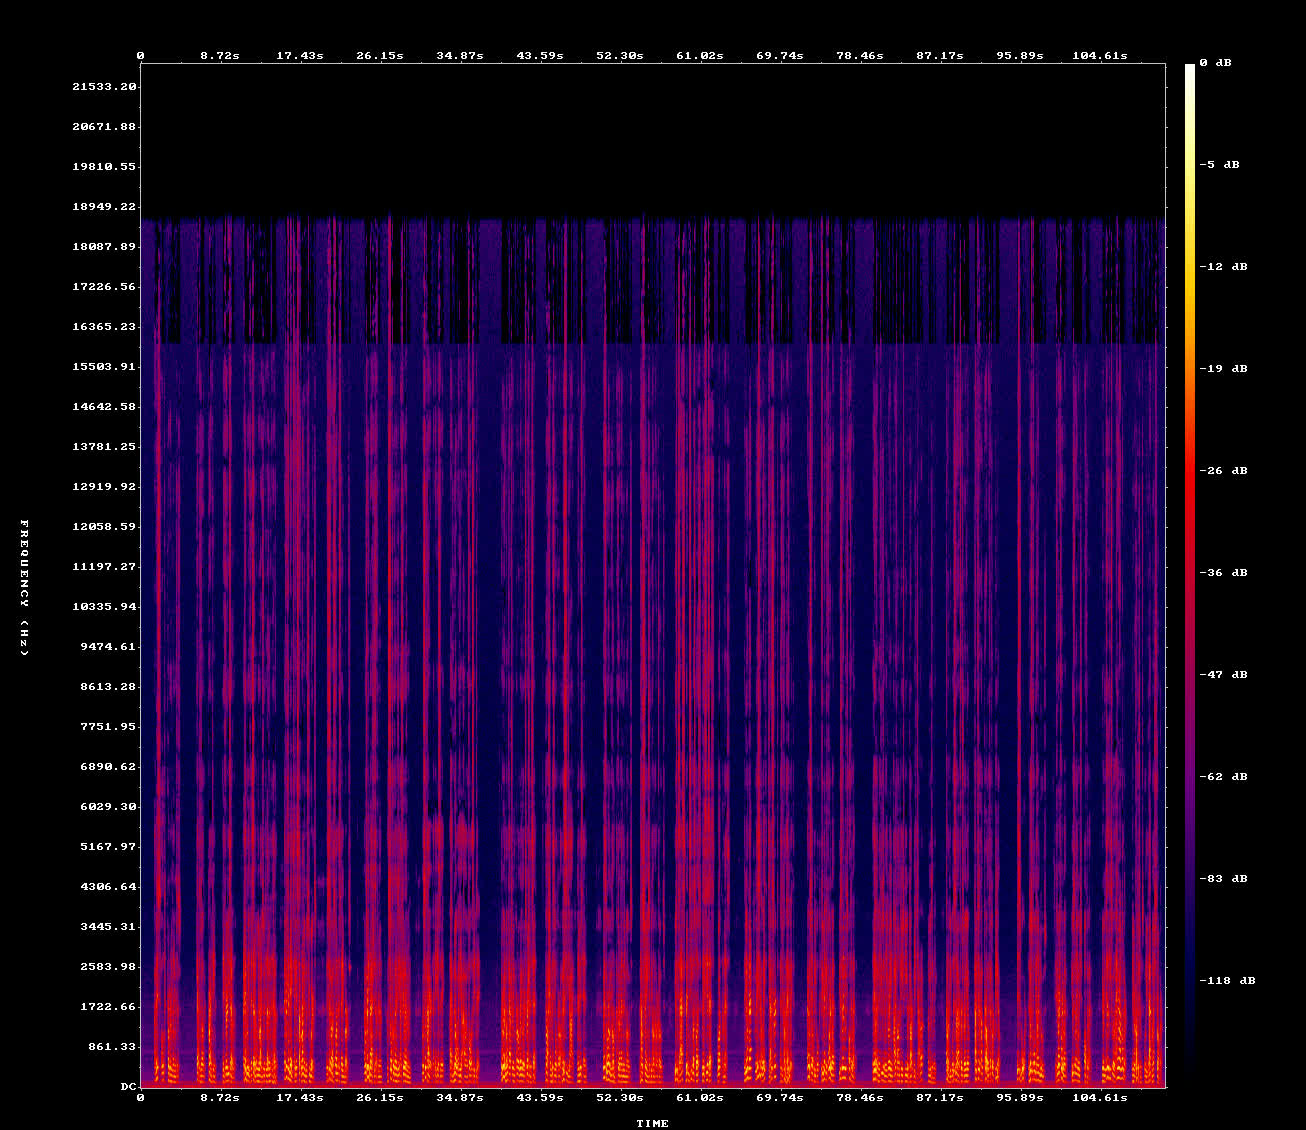 0 8.72s 17.43s 26.15s 34.87s 43.59s 52.30s 61.02s 69.74s 78.46s 87.17s 95.89s 104.61s
0 dB
21533.20
20671.88
19810.55
-5 dB
18949.22
18087.89
-12 dB
17226.56
16365.23
15503.91
-19 dB
14642.58
13781.25
-26 dB
12919.92
12058.59
11197.27
-36 dB
10335.94
FREQUENCY (Hz)
9474.61
8613.28
-47 dB
7751.95
6890.62
-62 dB
6029.30
5167.97
4306.64
-83 dB
3445.31
2583.98
-118 dB
1722.66
861.33
DC
0 8.72s 17.43s 26.15s 34.87s 43.59s 52.30s 61.02s 69.74s 78.46s 87.17s 95.89s 104.61s
TIME